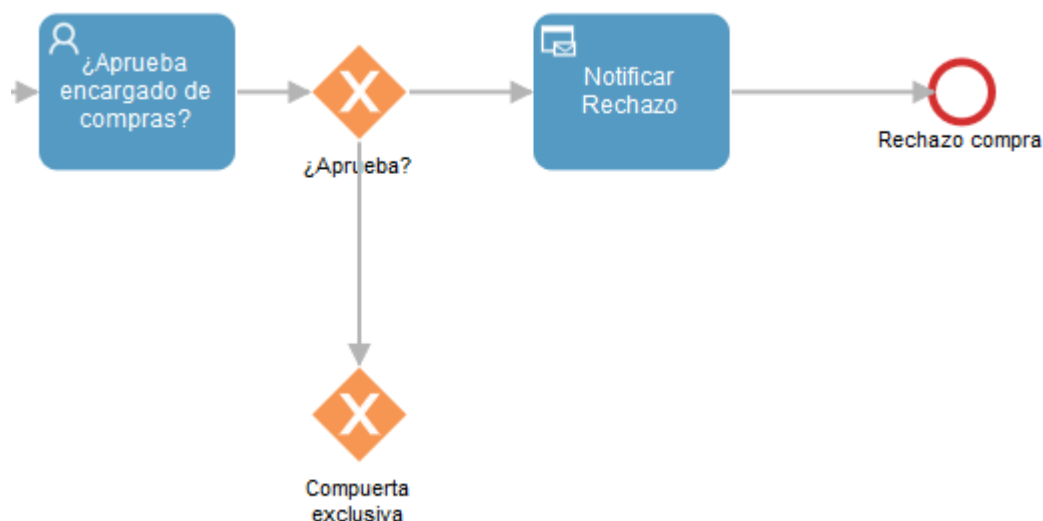 ¿Aprueba
encargado de
compras?
¿Aprueba?
Notificar
Rechazo
Rechazo compra
Compuerta
exclusiva